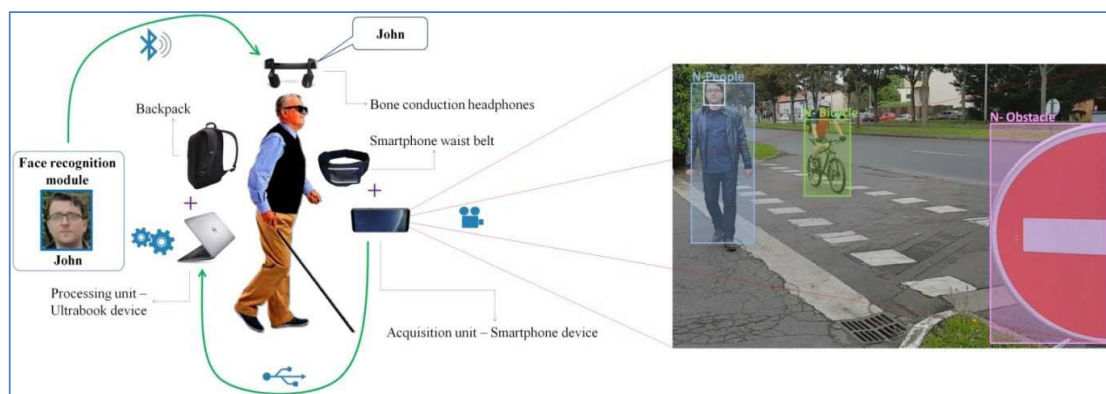 John
Bone conduction headphones
Backpack
Smartphone waist belt
Face recognition
module
John
Processing unit –
Ultrabook device
Acquisition unit – Smartphone device
N-People
N- Bicycle
N- Obstacle